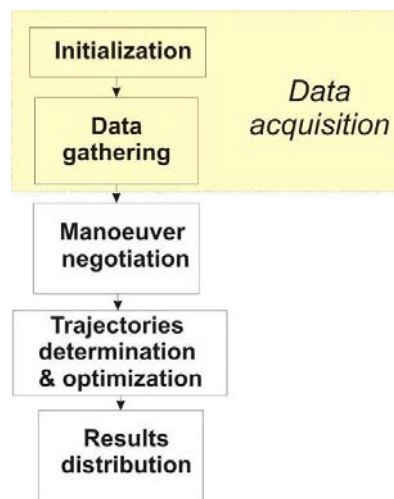 Initialization
Data
gathering
Data
acquisition
Manoeuver
negotiation
Trajectories
determination
& optimization
Results
distribution